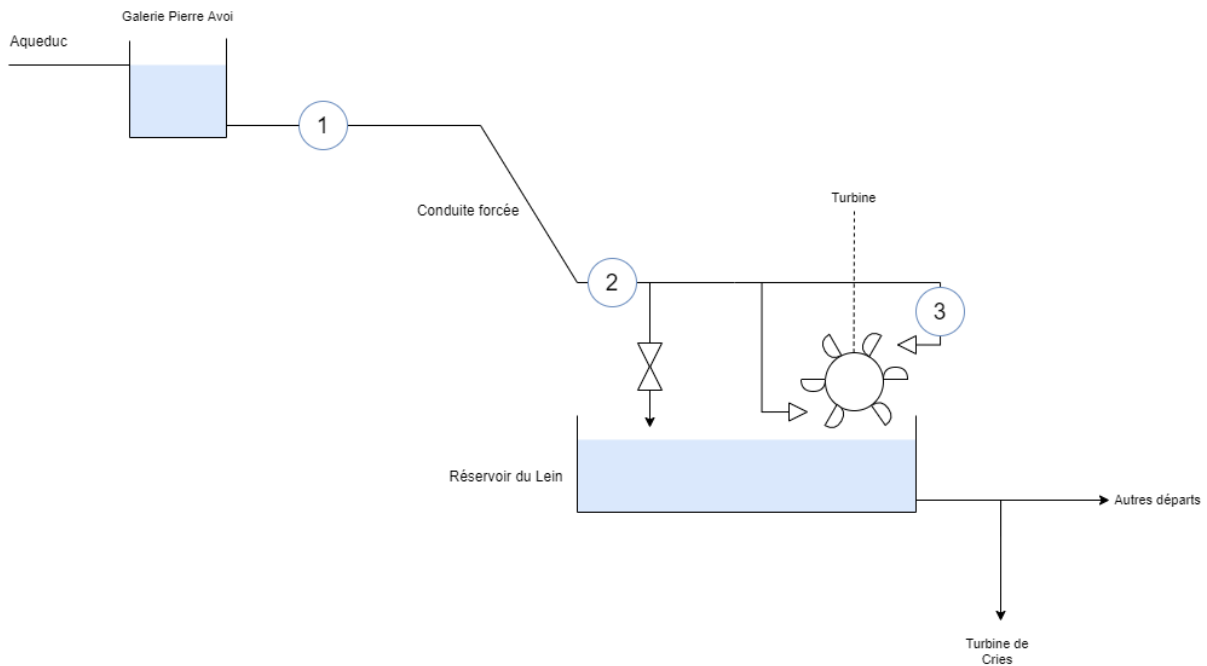 Galerie Pierre Avoi
Aqueduc
1
Conduite forcée
Turbine
2
3
Réservoir du Lein
Autres départs
Turbine de
Cries